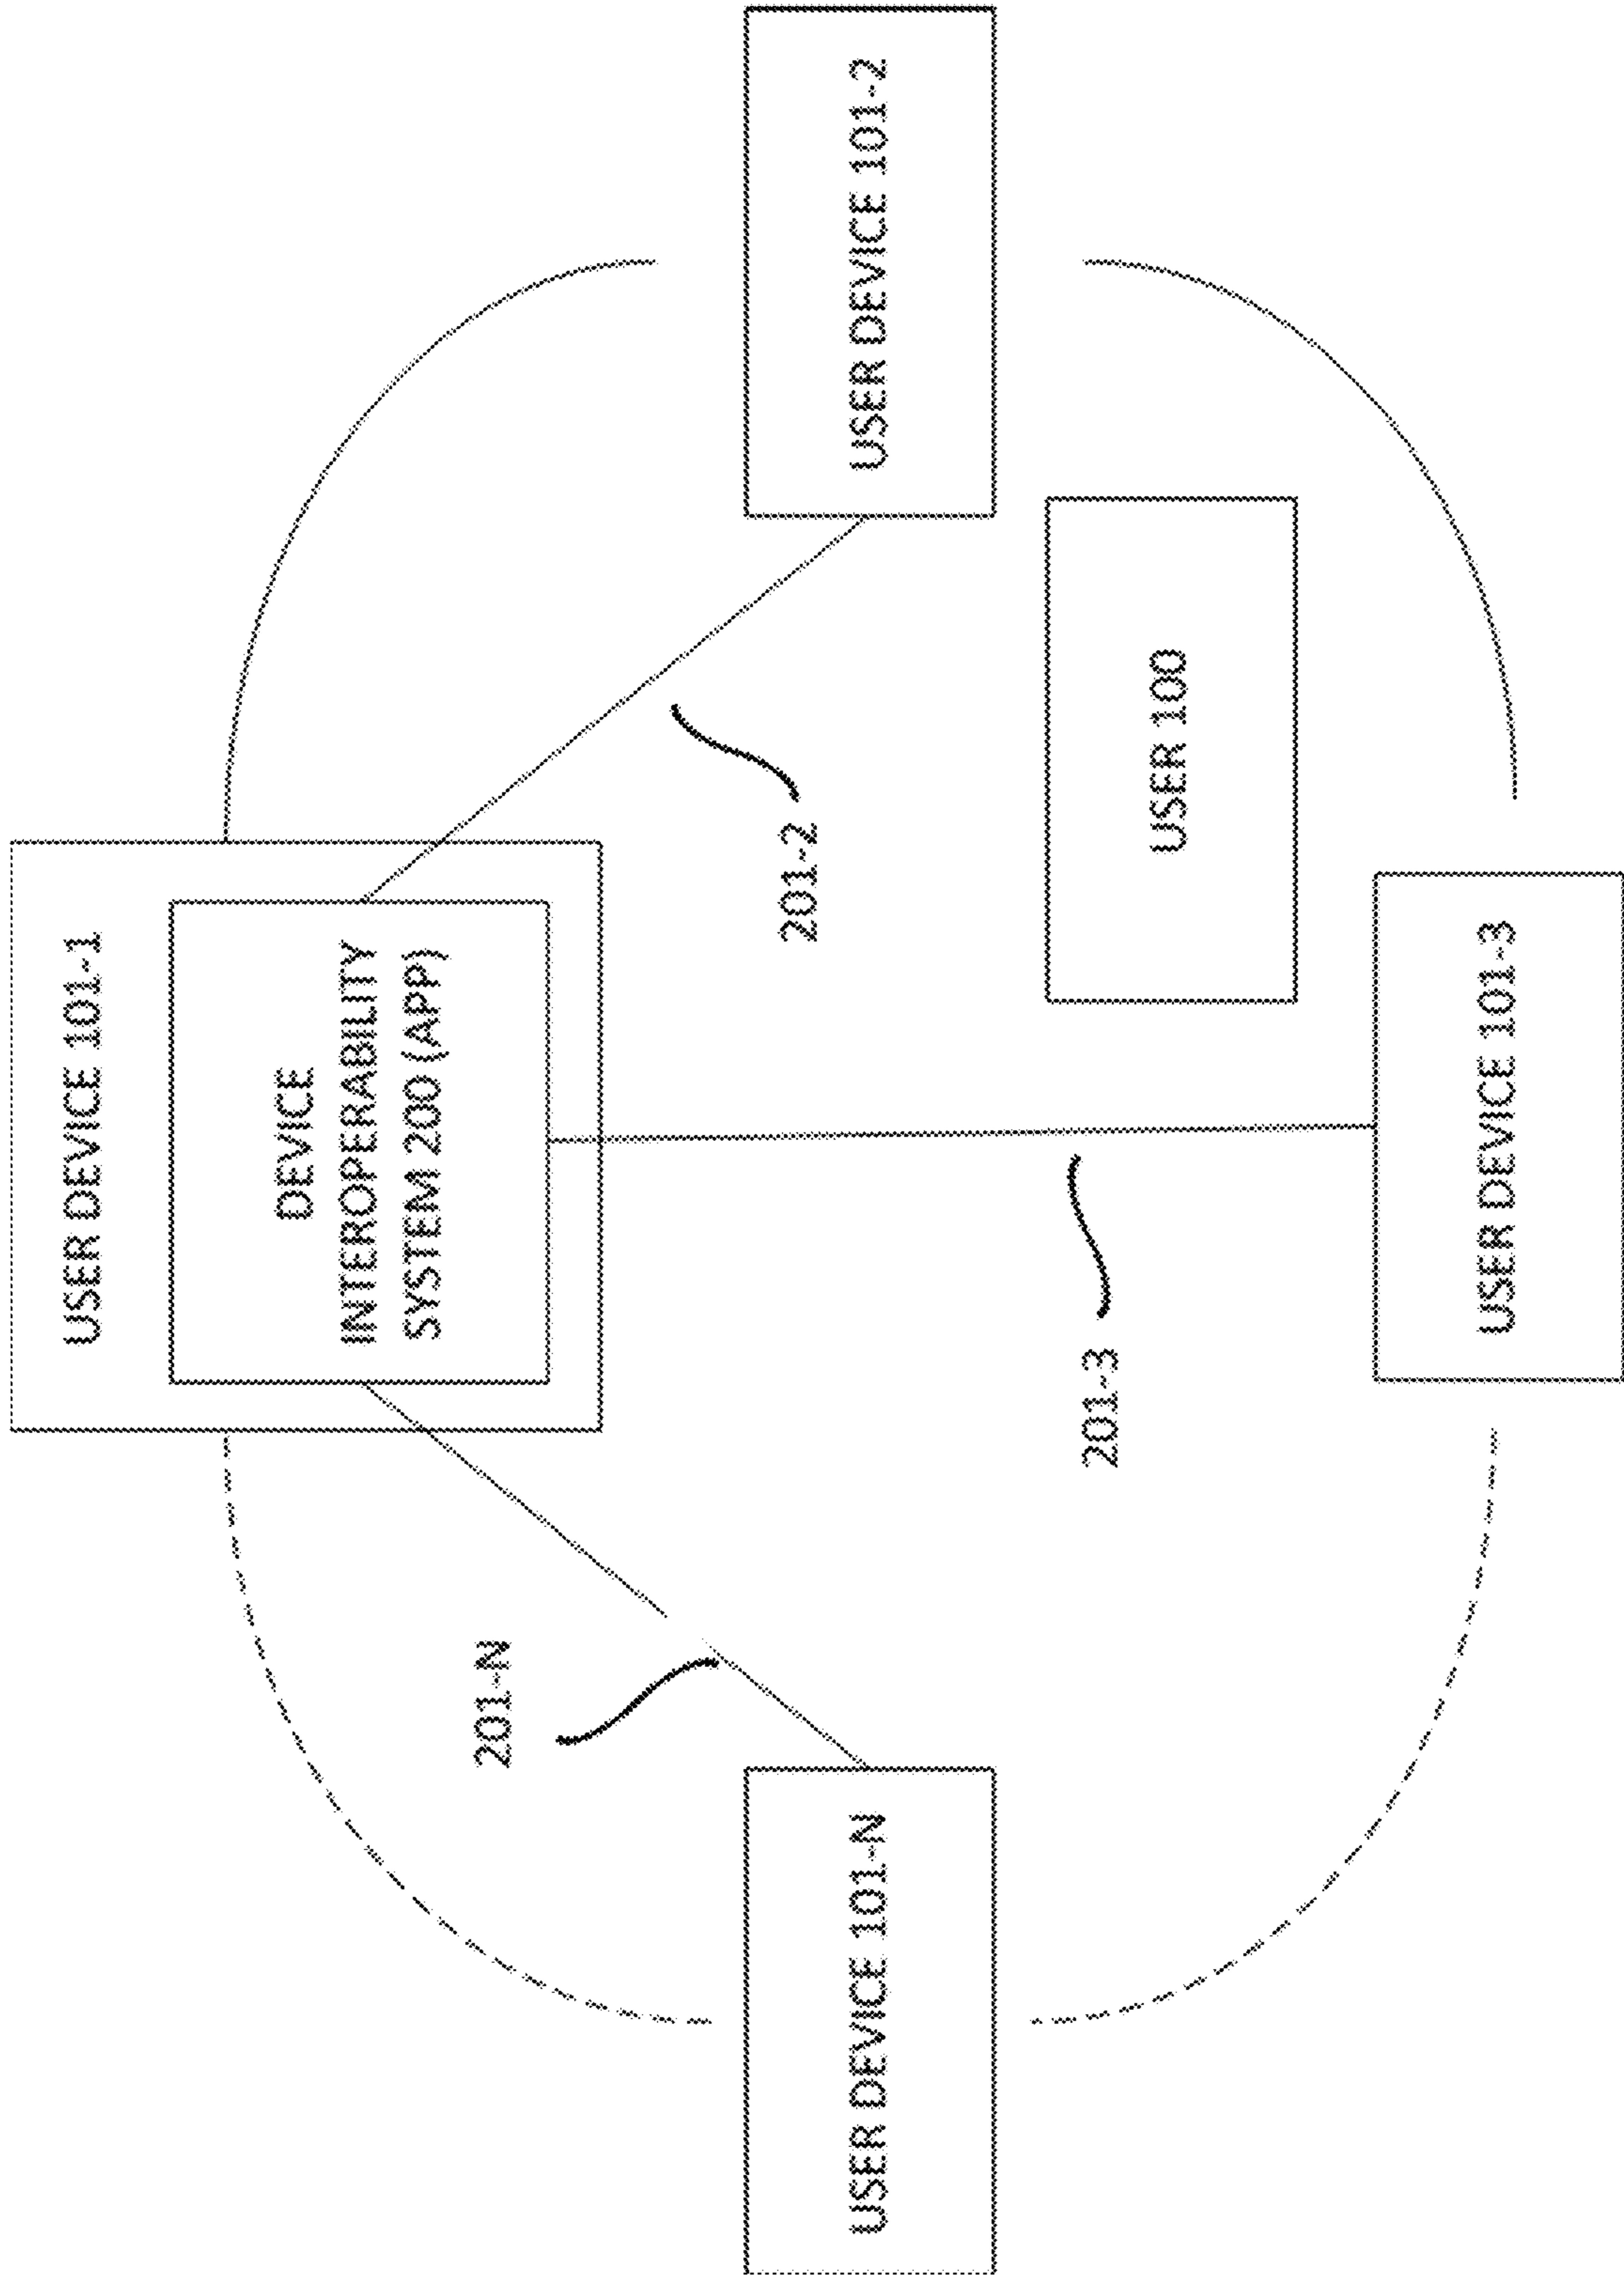 USER DEVICE 101-1
DEVICE
INTEROPERABILITY
SYSTEM 200 (APP)
201-N
201-2
USER DEVICE 101-N
USER DEVICE 101-2
201-3
USER 100
USER DEVICE 101-3